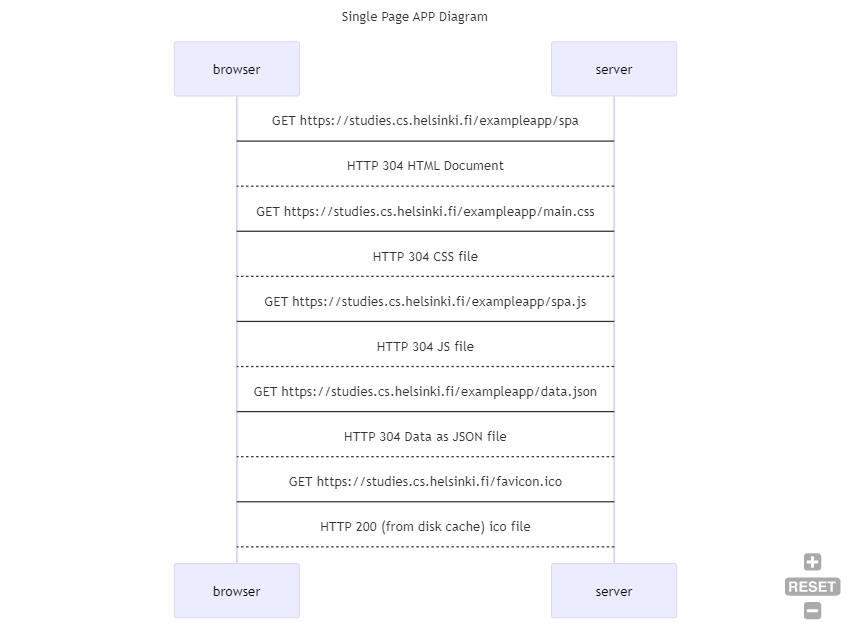 Single Page APP Diagram
browser server
GET https://studies.cs.helsinki.fi/exampleapp/spa
HTTP 304 HTML Document
GET https://studies.cs.helsinki.fi/exampleapp/main.css
HTTP 304 CSS file
GET https://studies.cs.helsinki.fi/exampleapp/spa.js
HTTP 304 JS file
GET https://studies.cs.helsinki.fi/exampleapp/data.json
HTTP 304 Data as JSON file
GET https://studies.cs.helsinki.fi/favicon.ico
HTTP 200 (from disk cache) ico file
browser server
RESET